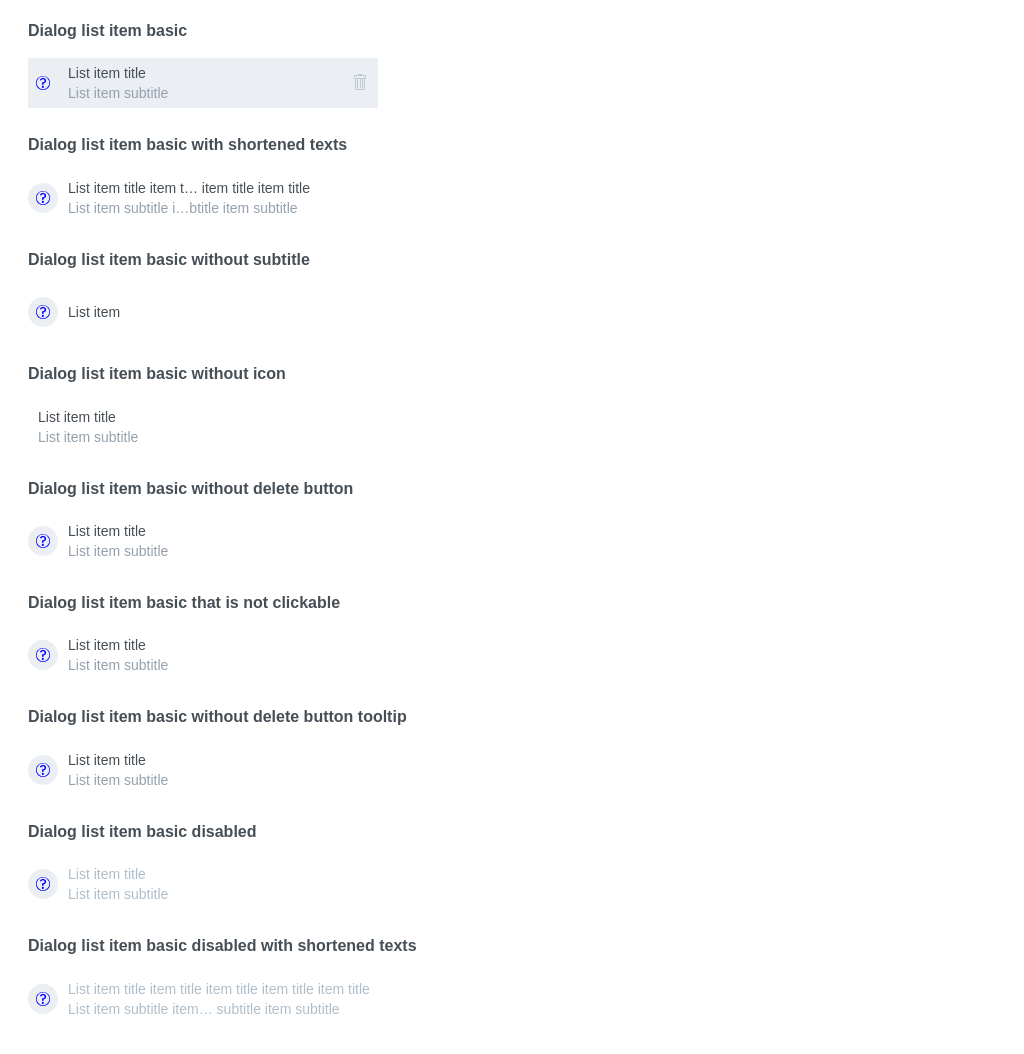 Dialog list item basic
List item title
List item subtitle
Dialog list item basic with shortened texts
List item title item t… item title item title
List item subtitle i…btitle item subtitle
Dialog list item basic without subtitle
List item
Dialog list item basic without icon
List item title
List item subtitle
Dialog list item basic without delete button
List item title
List item subtitle
Dialog list item basic that is not clickable
List item title
List item subtitle
Dialog list item basic without delete button tooltip
List item title
List item subtitle
Dialog list item basic disabled
List item title
List item subtitle
Dialog list item basic disabled with shortened texts
List item title item title item title item title item title
List item subtitle item… subtitle item subtitle